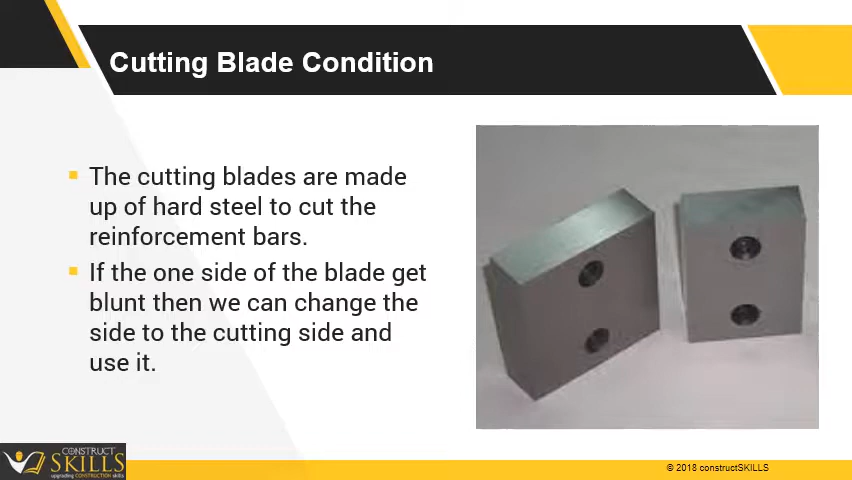 Cutting Blade Condition
The cutting blades are made
up of hard steel to cut the
reinforcement bars.
If the one side of the blade get
blunt then we can change the
side to the cutting side and
use it.
CONSTRUCT
SKILLS
upgrading CONSTRUCTION skills
© 2018 constructSKILLS